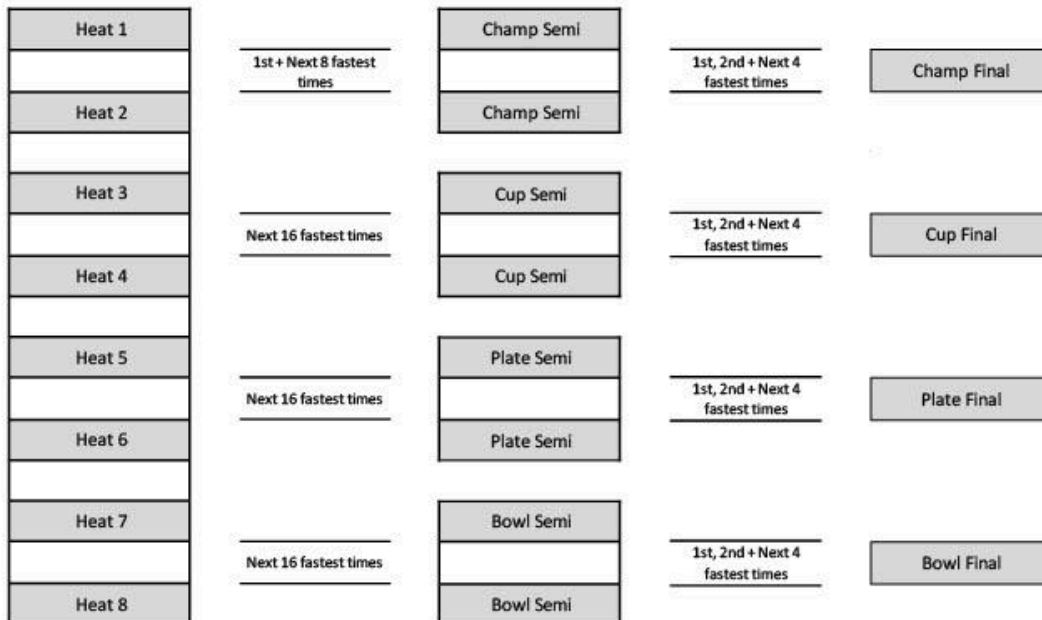 Heat 1
Champ Semi
1st + Next 8 fastest
times
1st, 2nd + Next 4
fastest times
Champ Final
Heat 2
Champ Semi
Heat 3
Cup Semi
Next 16 fastest times
1st, 2nd + Next 4
fastest times
Cup Final
Heat 4
Cup Semi
Heat 5
Plate Semi
Next 16 fastest times
1st, 2nd + Next 4
fastest times
Plate Final
Heat 6
Plate Semi
Heat 7
Bowl Semi
Next 16 fastest times
1st, 2nd + Next 4
fastest times
Bowl Final
Heat 8
Bowl Semi